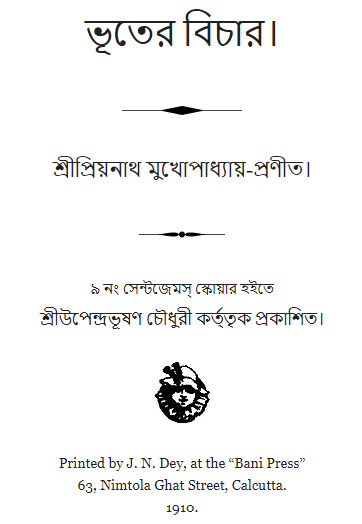 ভূতের বিচার।
শ্রীপ্রিয়নাথ মুখোপাধ্যায়-প্রণীত।
৯ নং সেন্টজেমস্ স্কোয়ার হইতে
শ্রীউপেন্দ্রভূষণ চৌধুরী কর্ত্তৃক প্রকাশিত।
Printed by J. N. Dey, at the “Bani Press”
63, Nimtola Ghat Street, Calcutta.
1910.